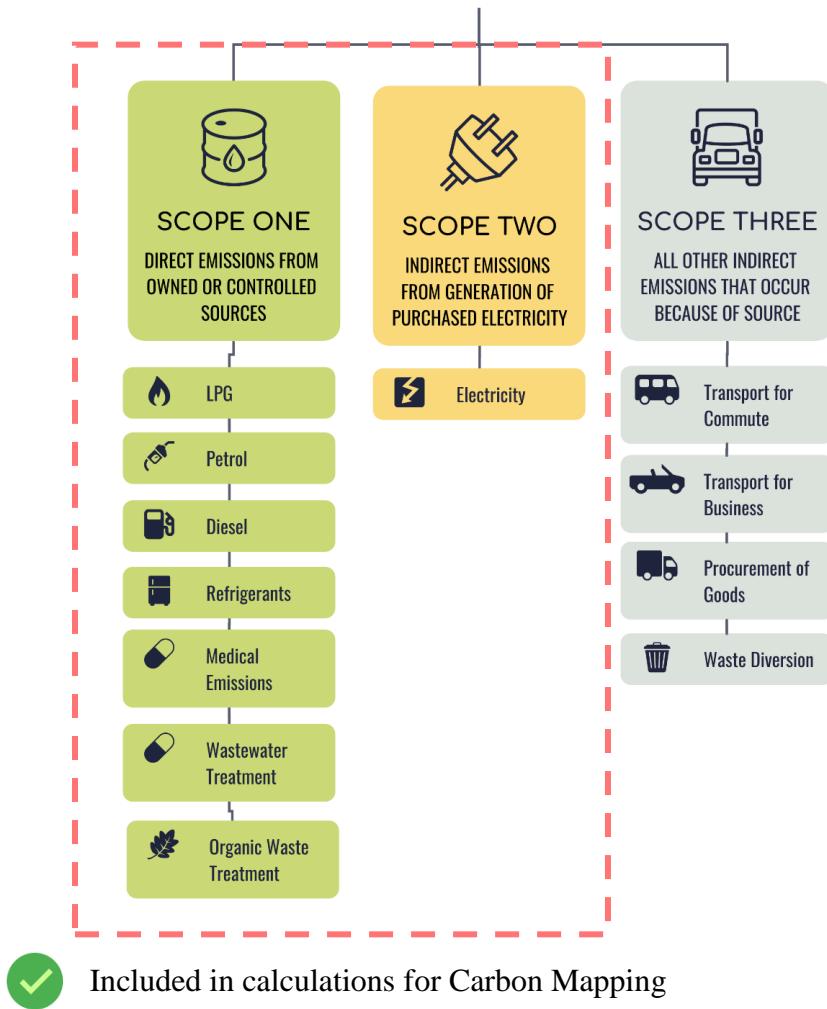 SCOPE ONE
DIRECT EMISSIONS FROM
OWNED OR CONTROLLED
SOURCES
LPG
Petrol
Diesel
Refrigerants
Medical
Emissions
Wastewater
Treatment
Organic Waste
Treatment
SCOPE TWO
INDIRECT EMISSIONS
FROM GENERATION OF
PURCHASED ELECTRICITY
Electricity
SCOPE THREE
ALL OTHER INDIRECT
EMISSIONS THAT OCCUR
BECAUSE OF SOURCE
Transport for
Commute
Transport for
Business
Procurement of
Goods
Waste Diversion
Included in calculations for Carbon Mapping